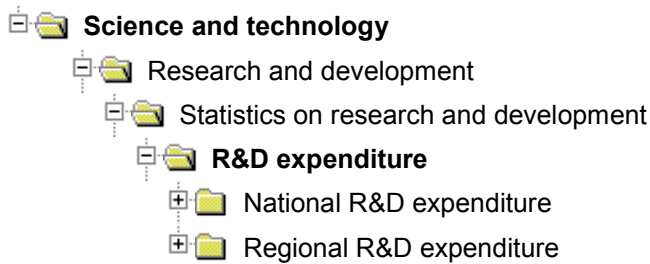 Science and technology
Research and development
Statistics on research and development
R&D expenditure
National R&D expenditure
Regional R&D expenditure